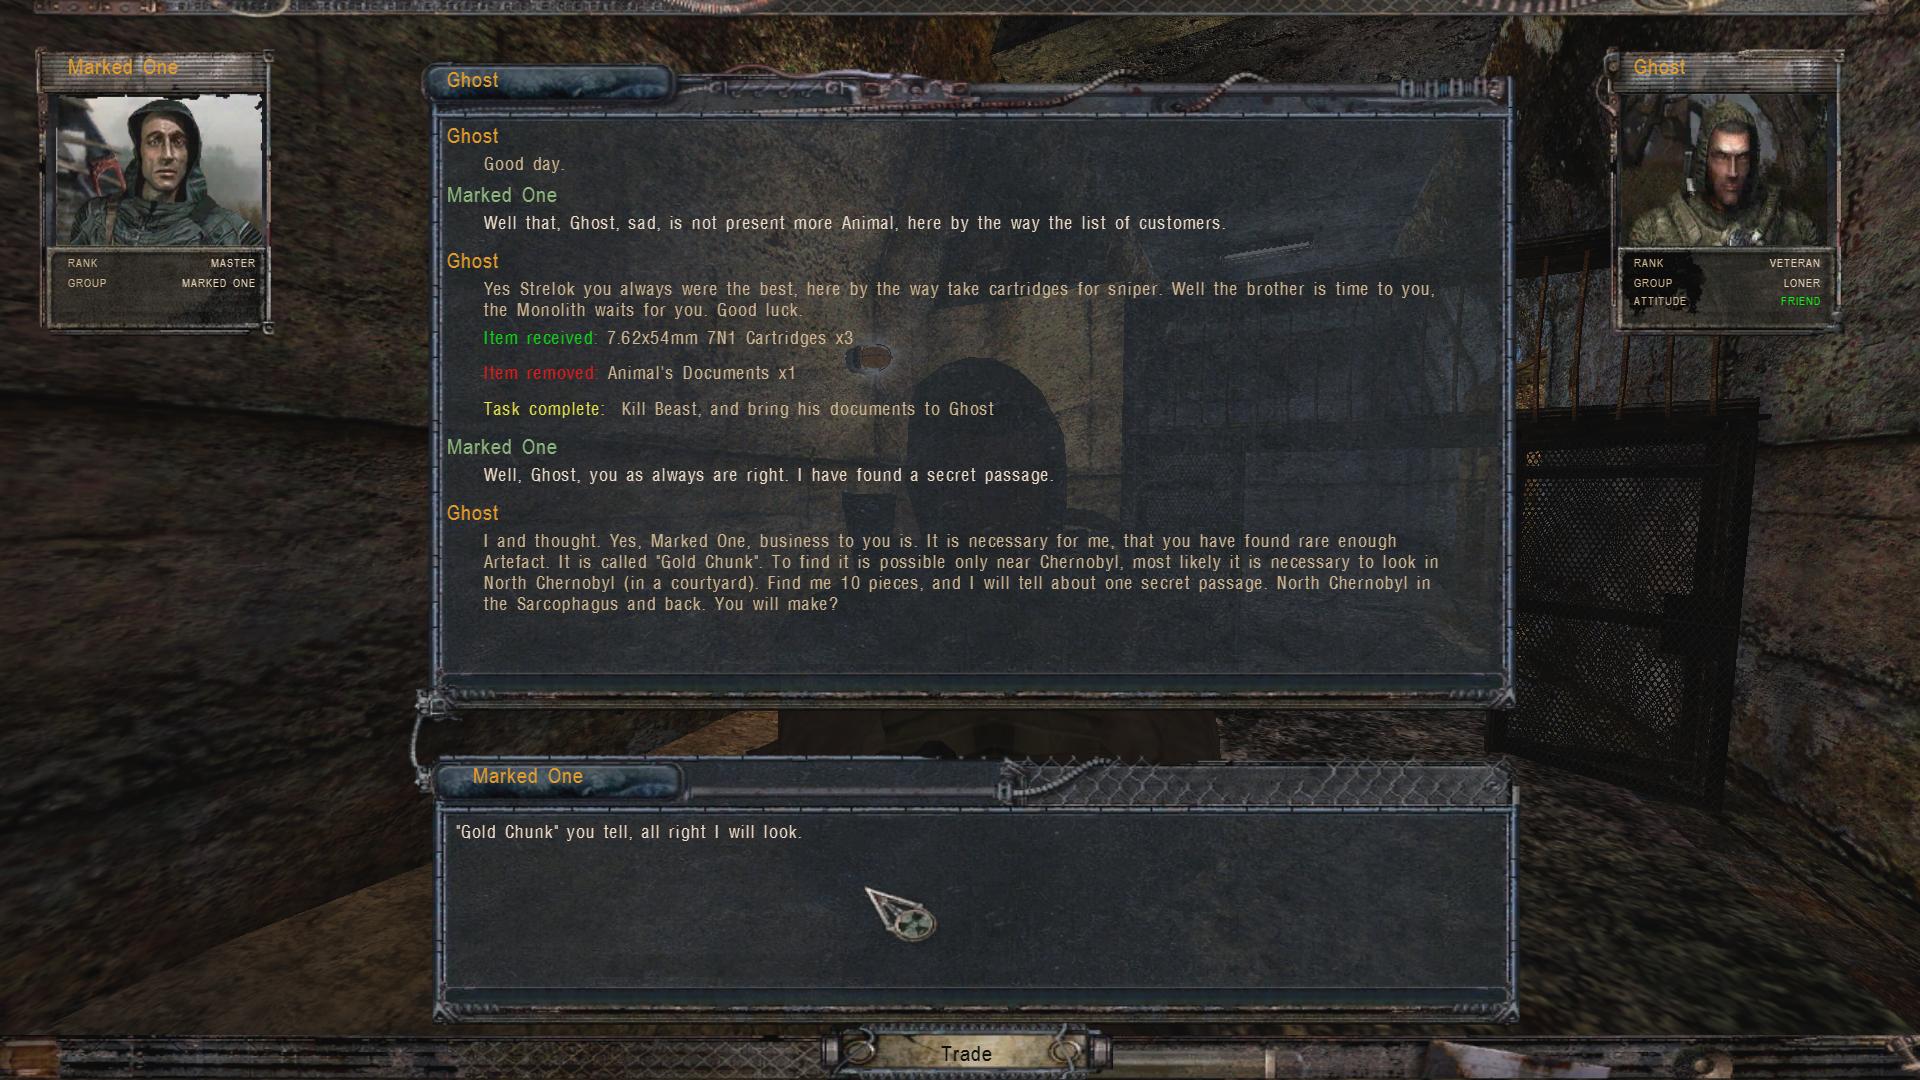 Marked One
RANK MASTER
GROUP MARKED ONE
Ghost
Ghost
Good day.
Marked One
Well that, Ghost, sad, is not present more Animal, here by the way the list of customers.
Ghost
Yes Strelok you always were the best, here by the way take cartridges for sniper. Well the brother is time to you,
the Monolith waits for you. Good luck.
Item received: 7.62x54mm 7N1 Cartridges x3
Item removed: Animal's Documents x1
Task complete: Kill Beast, and bring his documents to Ghost
Marked One
Well, Ghost, you as always are right. I have found a secret passage.
Ghost
I and thought. Yes, Marked One, business to you is. It is necessary for me, that you have found rare enough
Artefact. It is called "Gold Chunk". To find it is possible only near Chernobyl, most likely it is necessary to look in
North Chernobyl (in a courtyard). Find me 10 pieces, and I will tell about one secret passage. North Chernobyl in
the Sarcophagus and back. You will make?
Ghost
RANK VETERAN
GROUP LONER
ATTITUDE FRIEND
Marked One
"Gold Chunk" you tell, all right I will look.
Trade